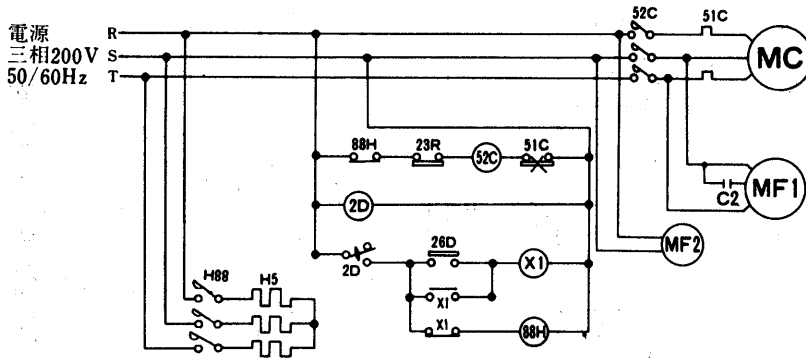 電源 R
三相200V S
50/60Hz T
52C
51C
MC
88H
23R
52C
51C
C2
MF1
2D
MF2
2D
26D
X1
X1
X1
88H
H88
H5